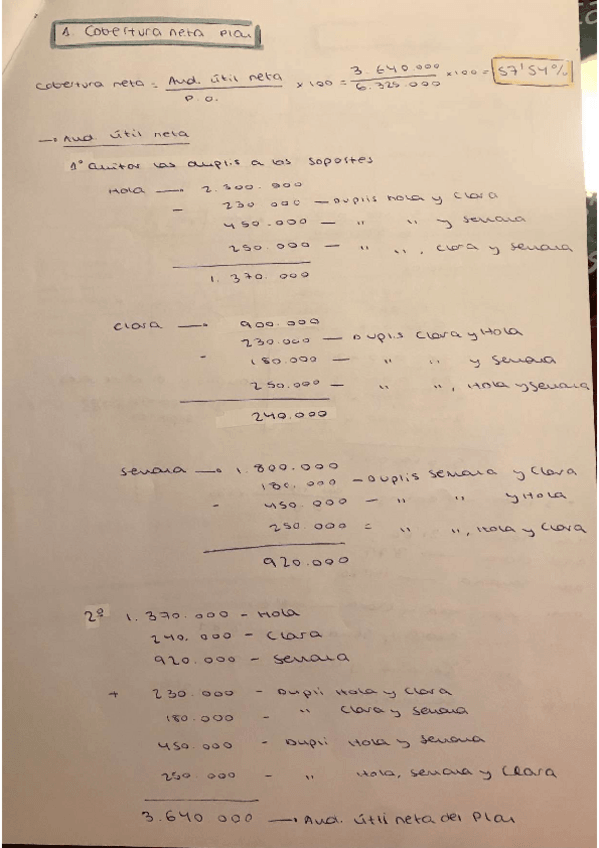 1. Cobertura neta Plan
Cobertura neta = Aud. útil neta / P.O. × 100 = 3.640.000 / 6.325.000 × 100 = 57'54%
→ Aud. útil neta
1º Quitar las duplis a los soportes
Hola → 2.300.000
- 230.000 — Duplis Hola y Clara
450.000 — " " y Semana
250.000 — " ", Clara y Semana
1.370.000
Clara → 900.000
230.000 — Duplis Clara y Hola
- 180.000 — " " y Semana
250.000 — " ", Hola y Semana
240.000
Semana → 1.800.000
180.000 — Duplis Semana y Clara
- 450.000 — " " y Hola
250.000 = " ", Hola y Clara
920.000
2º 1.370.000 - Hola
240.000 - Clara
920.000 - Semana
+ 230.000 - Dupli Hola y Clara
180.000 - " Clara y Semana
450.000 - Dupli Hola y Semana
250.000 - " Hola, Semana y Clara
3.640.000 → Aud. útil neta del Plan